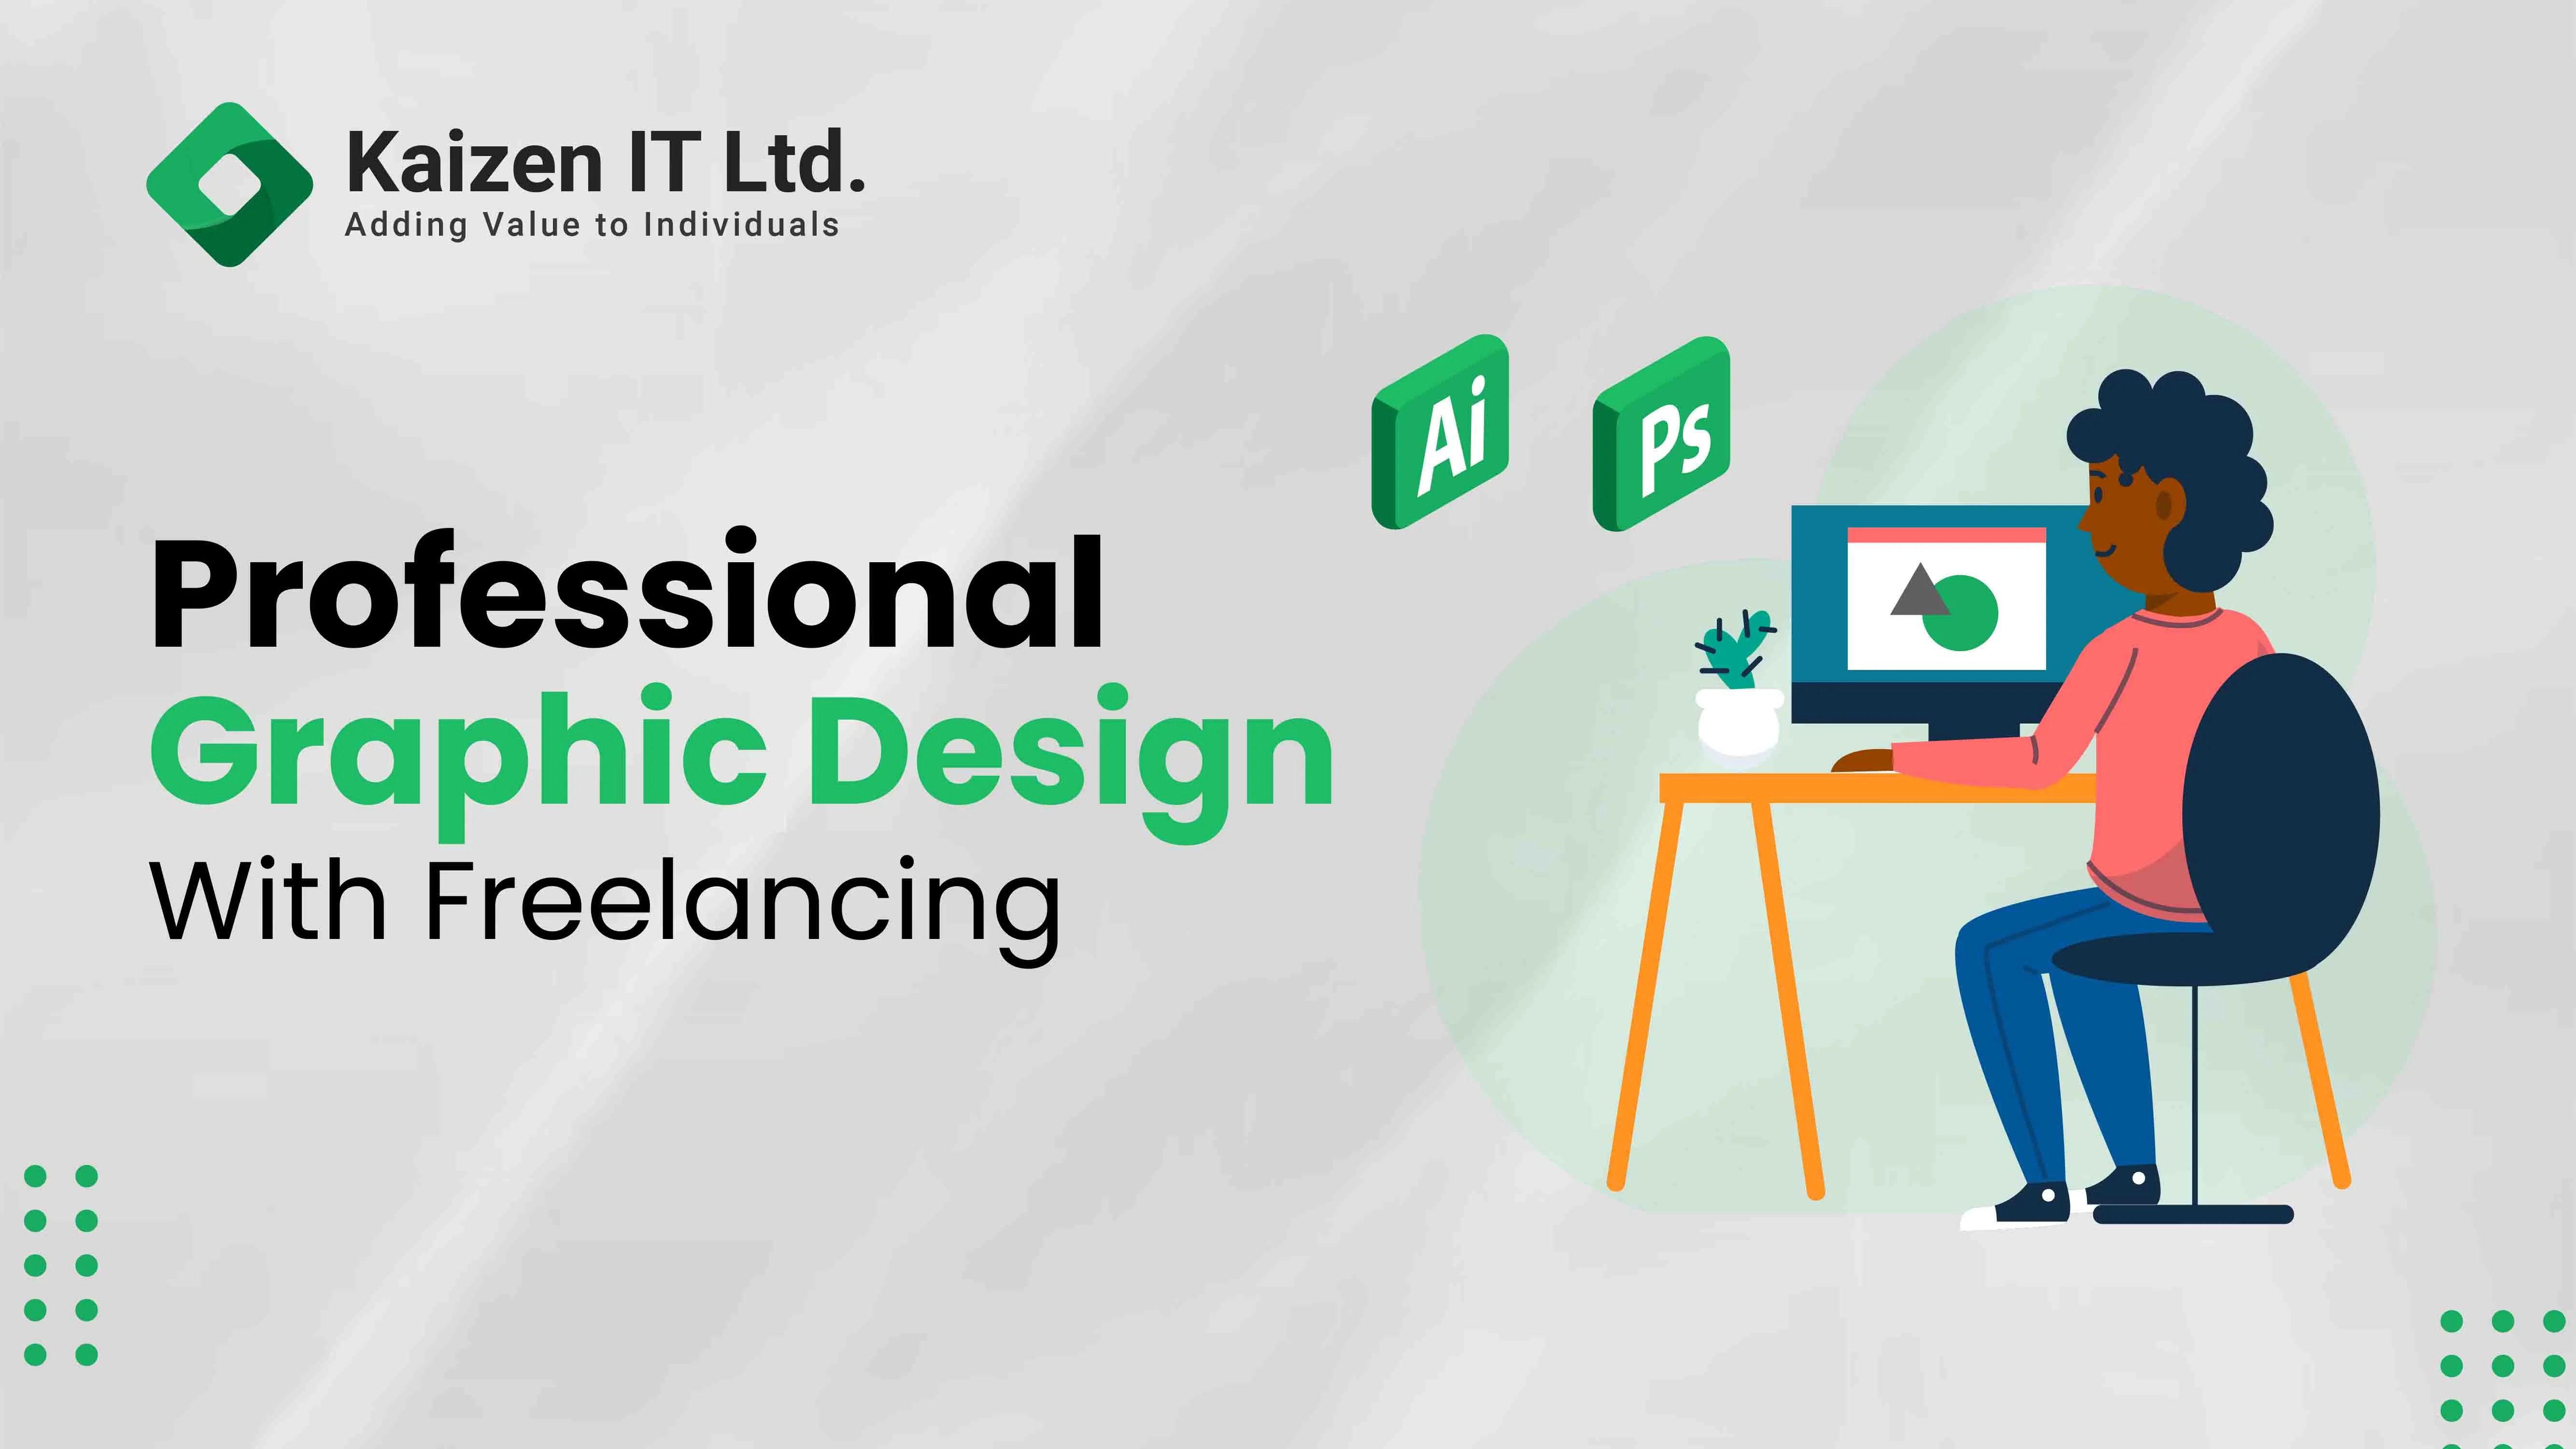 Kaizen IT Ltd.
Adding Value to Individuals
Ai
Ps
Professional
Graphic Design
With Freelancing